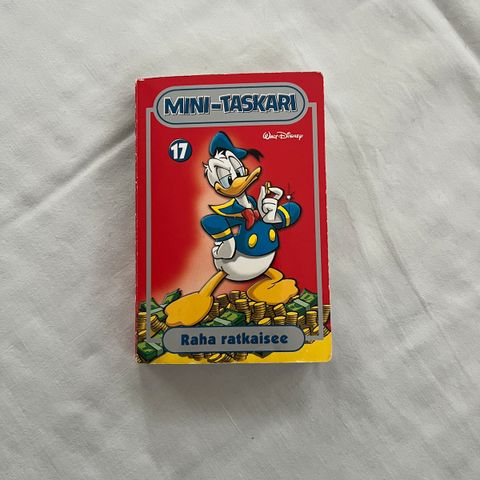 MINI-TASKARI
WALT DISNEY
17
Raha ratkaisee